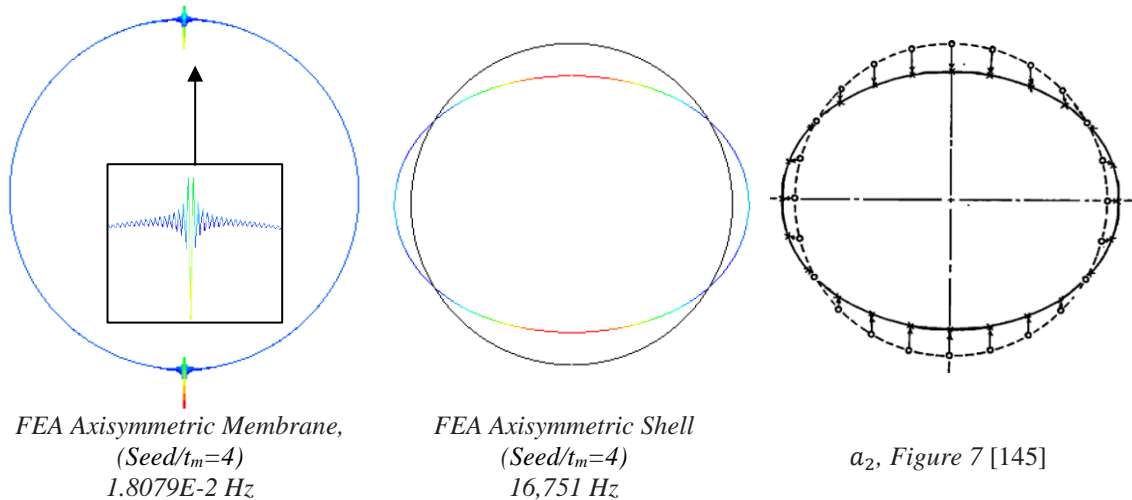 FEA Axisymmetric Membrane,
(Seed/tₘ=4)
1.8079E-2 Hz
FEA Axisymmetric Shell
(Seed/tₘ=4)
16,751 Hz
a₂, Figure 7 [145]